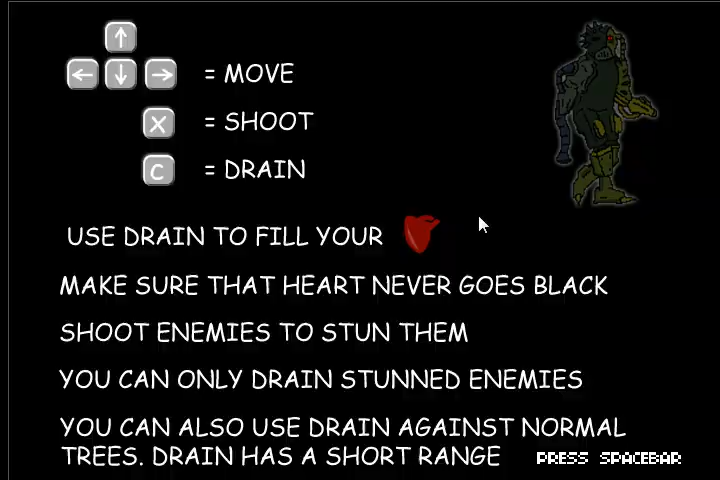 ↑
← ↓ → = MOVE
X = SHOOT
C = DRAIN
USE DRAIN TO FILL YOUR
MAKE SURE THAT HEART NEVER GOES BLACK
SHOOT ENEMIES TO STUN THEM
YOU CAN ONLY DRAIN STUNNED ENEMIES
YOU CAN ALSO USE DRAIN AGAINST NORMAL
TREES. DRAIN HAS A SHORT RANGE
PRESS SPACEBAR